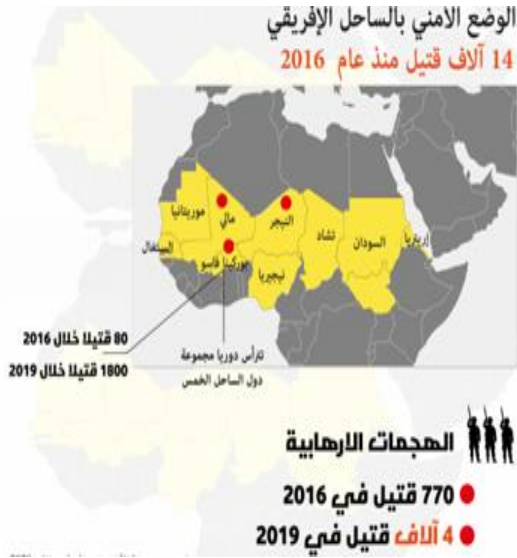 الوضع الأمني بالساحل الإفريقي
14 آلاف قتيل منذ عام 2016
موريتانيا
مالي
النيجر
تشاد
السودان
إريتريا
السنغال
بوركينا فاسو
نيجيريا
80 قتيلا خلال 2016
1800 قتيلا خلال 2019
تترأس دوريا مجموعة
دول الساحل الخمس
الهجمات الارهابية
770 قتيل في 2016
4 آلاف قتيل في 2019